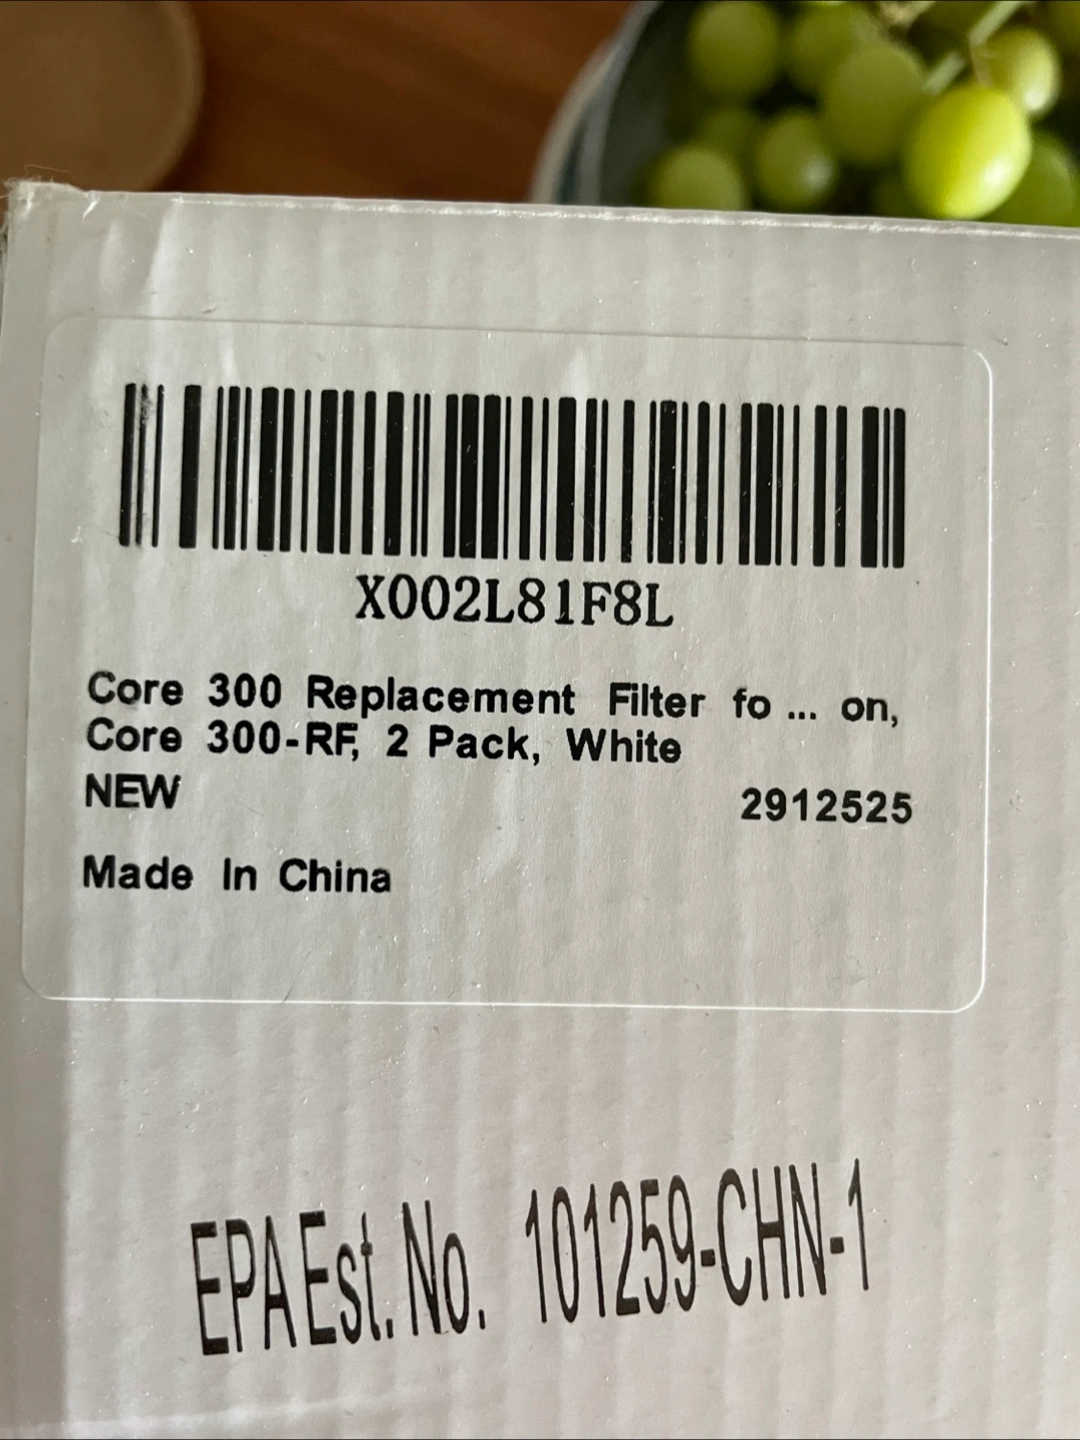 X002L81F8L
Core 300 Replacement Filter fo ... on,
Core 300-RF, 2 Pack, White
NEW 2912525
Made In China
EPA Est. No. 101259-CHN-1